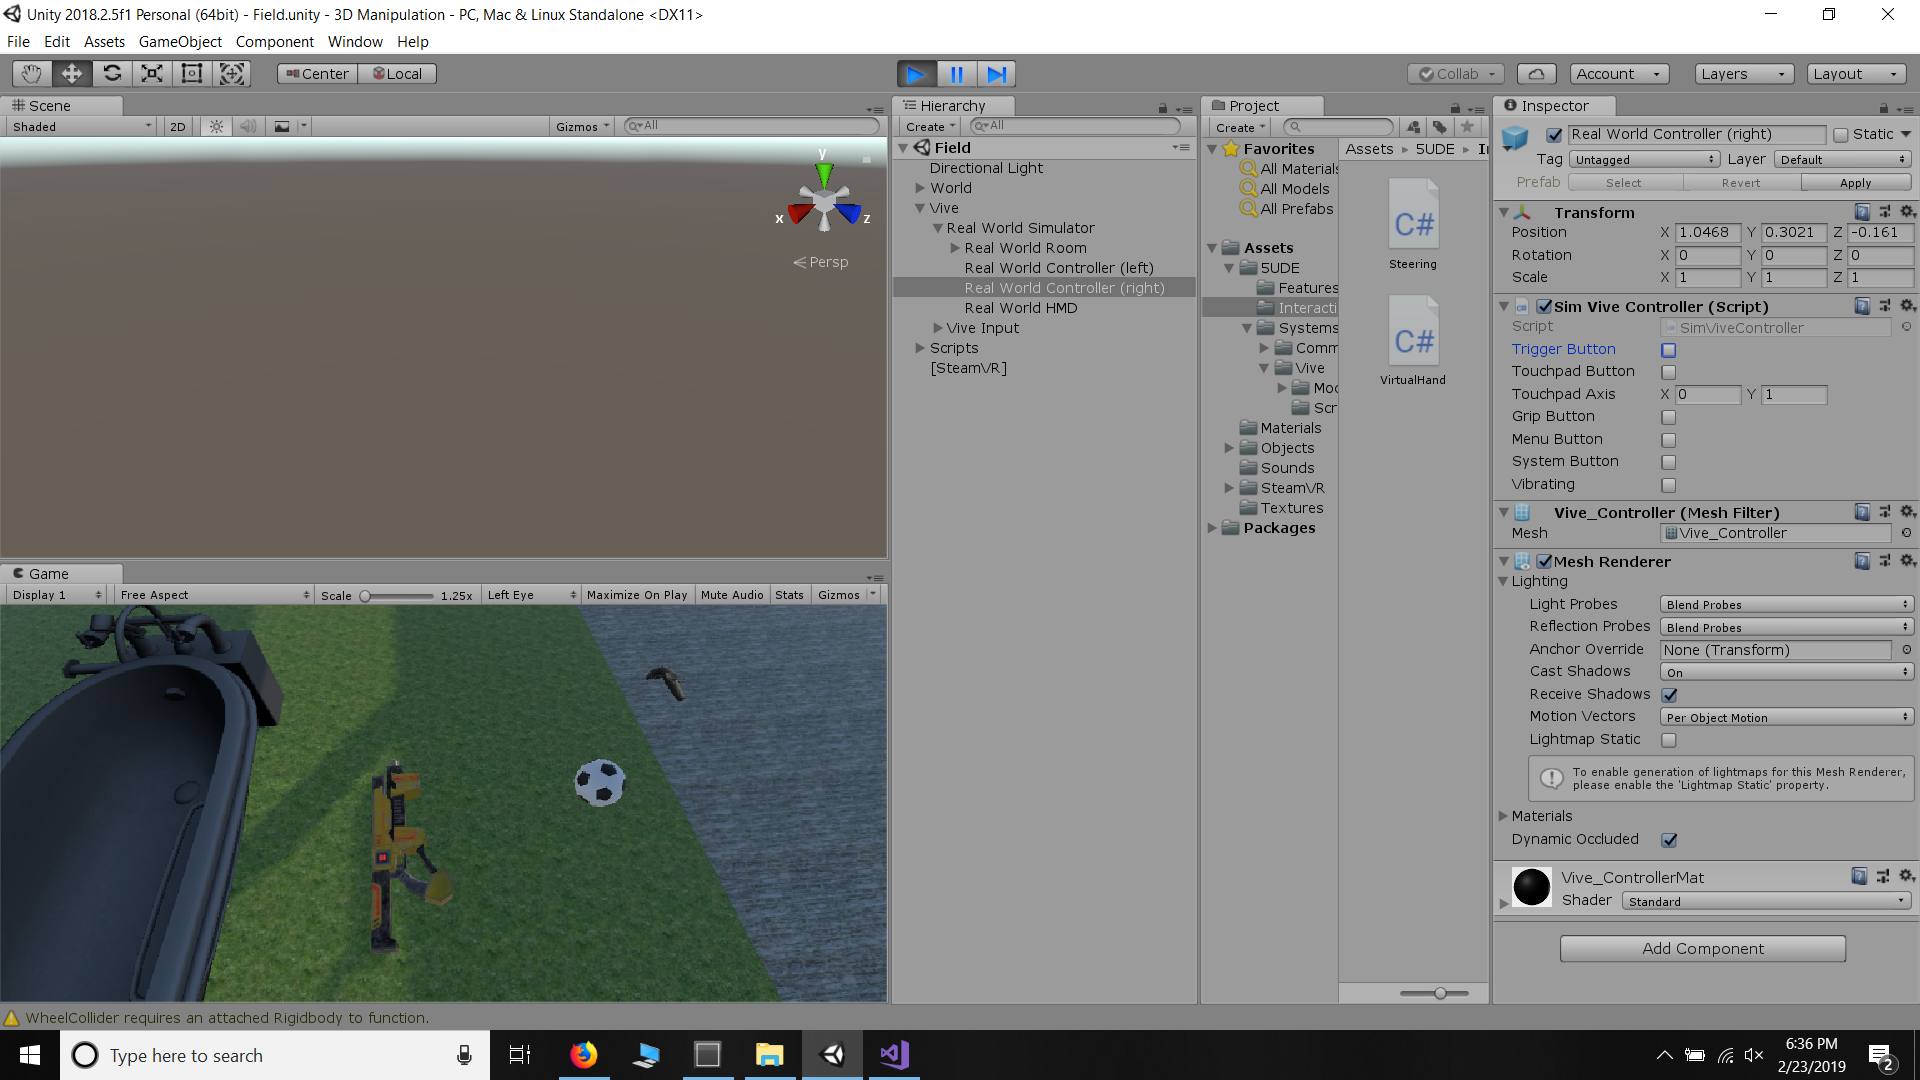 Unity 2018.2.5f1 Personal (64bit) - Field.unity - 3D Manipulation - PC, Mac & Linux Standalone <DX11>
File Edit Assets GameObject Component Window Help
Center Local
Collab Account Layers Layout
Scene
Shaded 2D Gizmos All
y
x z
Persp
Game
Display 1 Free Aspect Scale 1.25x Left Eye Maximize On Play Mute Audio Stats Gizmos
Hierarchy
Create All
Field
Directional Light
World
Vive
Real World Simulator
Real World Room
Real World Controller (left)
Real World Controller (right)
Real World HMD
Vive Input
Scripts
[SteamVR]
Project
Create
Favorites
All Materials
All Models
All Prefabs
Assets
5UDE
Features
Interacti
Systems
Comm
Vive
Moc
Scr
Materials
Objects
Sounds
SteamVR
Textures
Packages
Assets 5UDE
C#
Steering
C#
VirtualHand
Inspector
Real World Controller (right) Static
Tag Untagged Layer Default
Prefab Select Revert Apply
Transform
Position X 1.0468 Y 0.3021 Z -0.161
Rotation X 0 Y 0 Z 0
Scale X 1 Y 1 Z 1
Sim Vive Controller (Script)
Script SimViveController
Trigger Button
Touchpad Button
Touchpad Axis X 0 Y 1
Grip Button
Menu Button
System Button
Vibrating
Vive_Controller (Mesh Filter)
Mesh Vive_Controller
Mesh Renderer
Lighting
Light Probes Blend Probes
Reflection Probes Blend Probes
Anchor Override None (Transform)
Cast Shadows On
Receive Shadows
Motion Vectors Per Object Motion
Lightmap Static
To enable generation of lightmaps for this Mesh Renderer,
please enable the 'Lightmap Static' property.
Materials
Dynamic Occluded
Vive_ControllerMat
Shader Standard
Add Component
WheelCollider requires an attached Rigidbody to function.
Type here to search
6:36 PM
2/23/2019
2